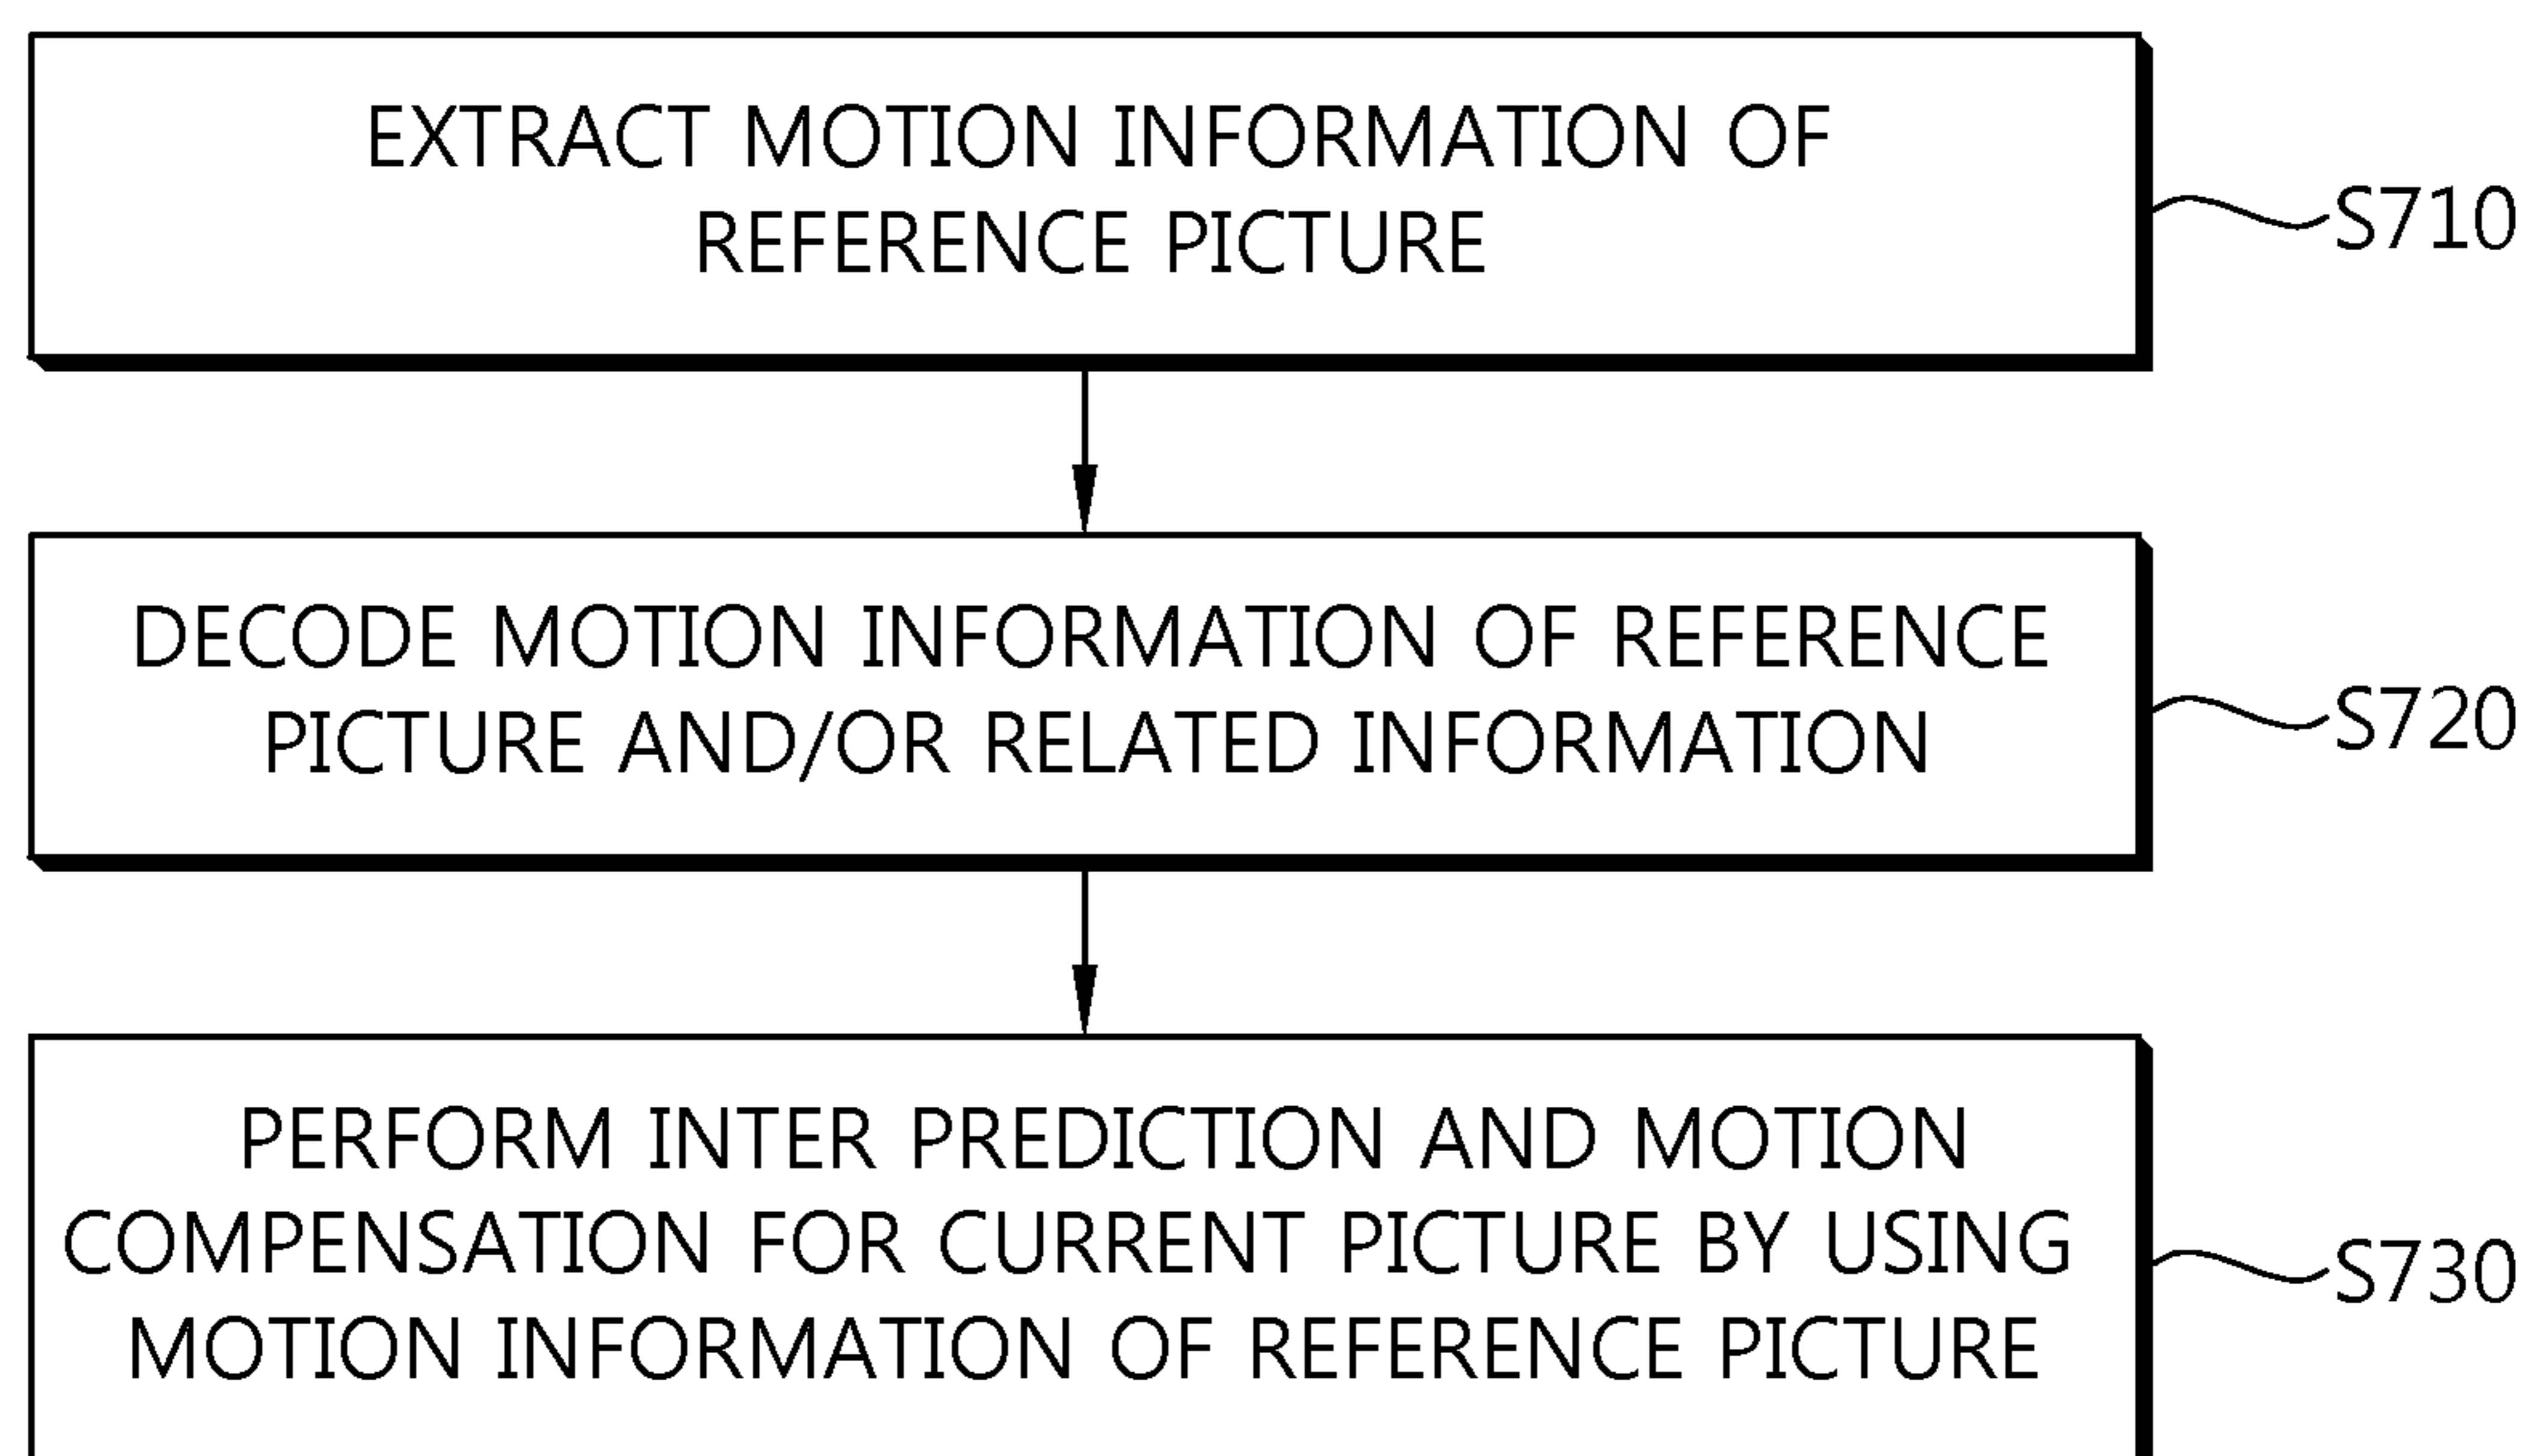 EXTRACT MOTION INFORMATION OF
REFERENCE PICTURE
S710
DECODE MOTION INFORMATION OF REFERENCE
PICTURE AND/OR RELATED INFORMATION
S720
PERFORM INTER PREDICTION AND MOTION
COMPENSATION FOR CURRENT PICTURE BY USING
MOTION INFORMATION OF REFERENCE PICTURE
S730